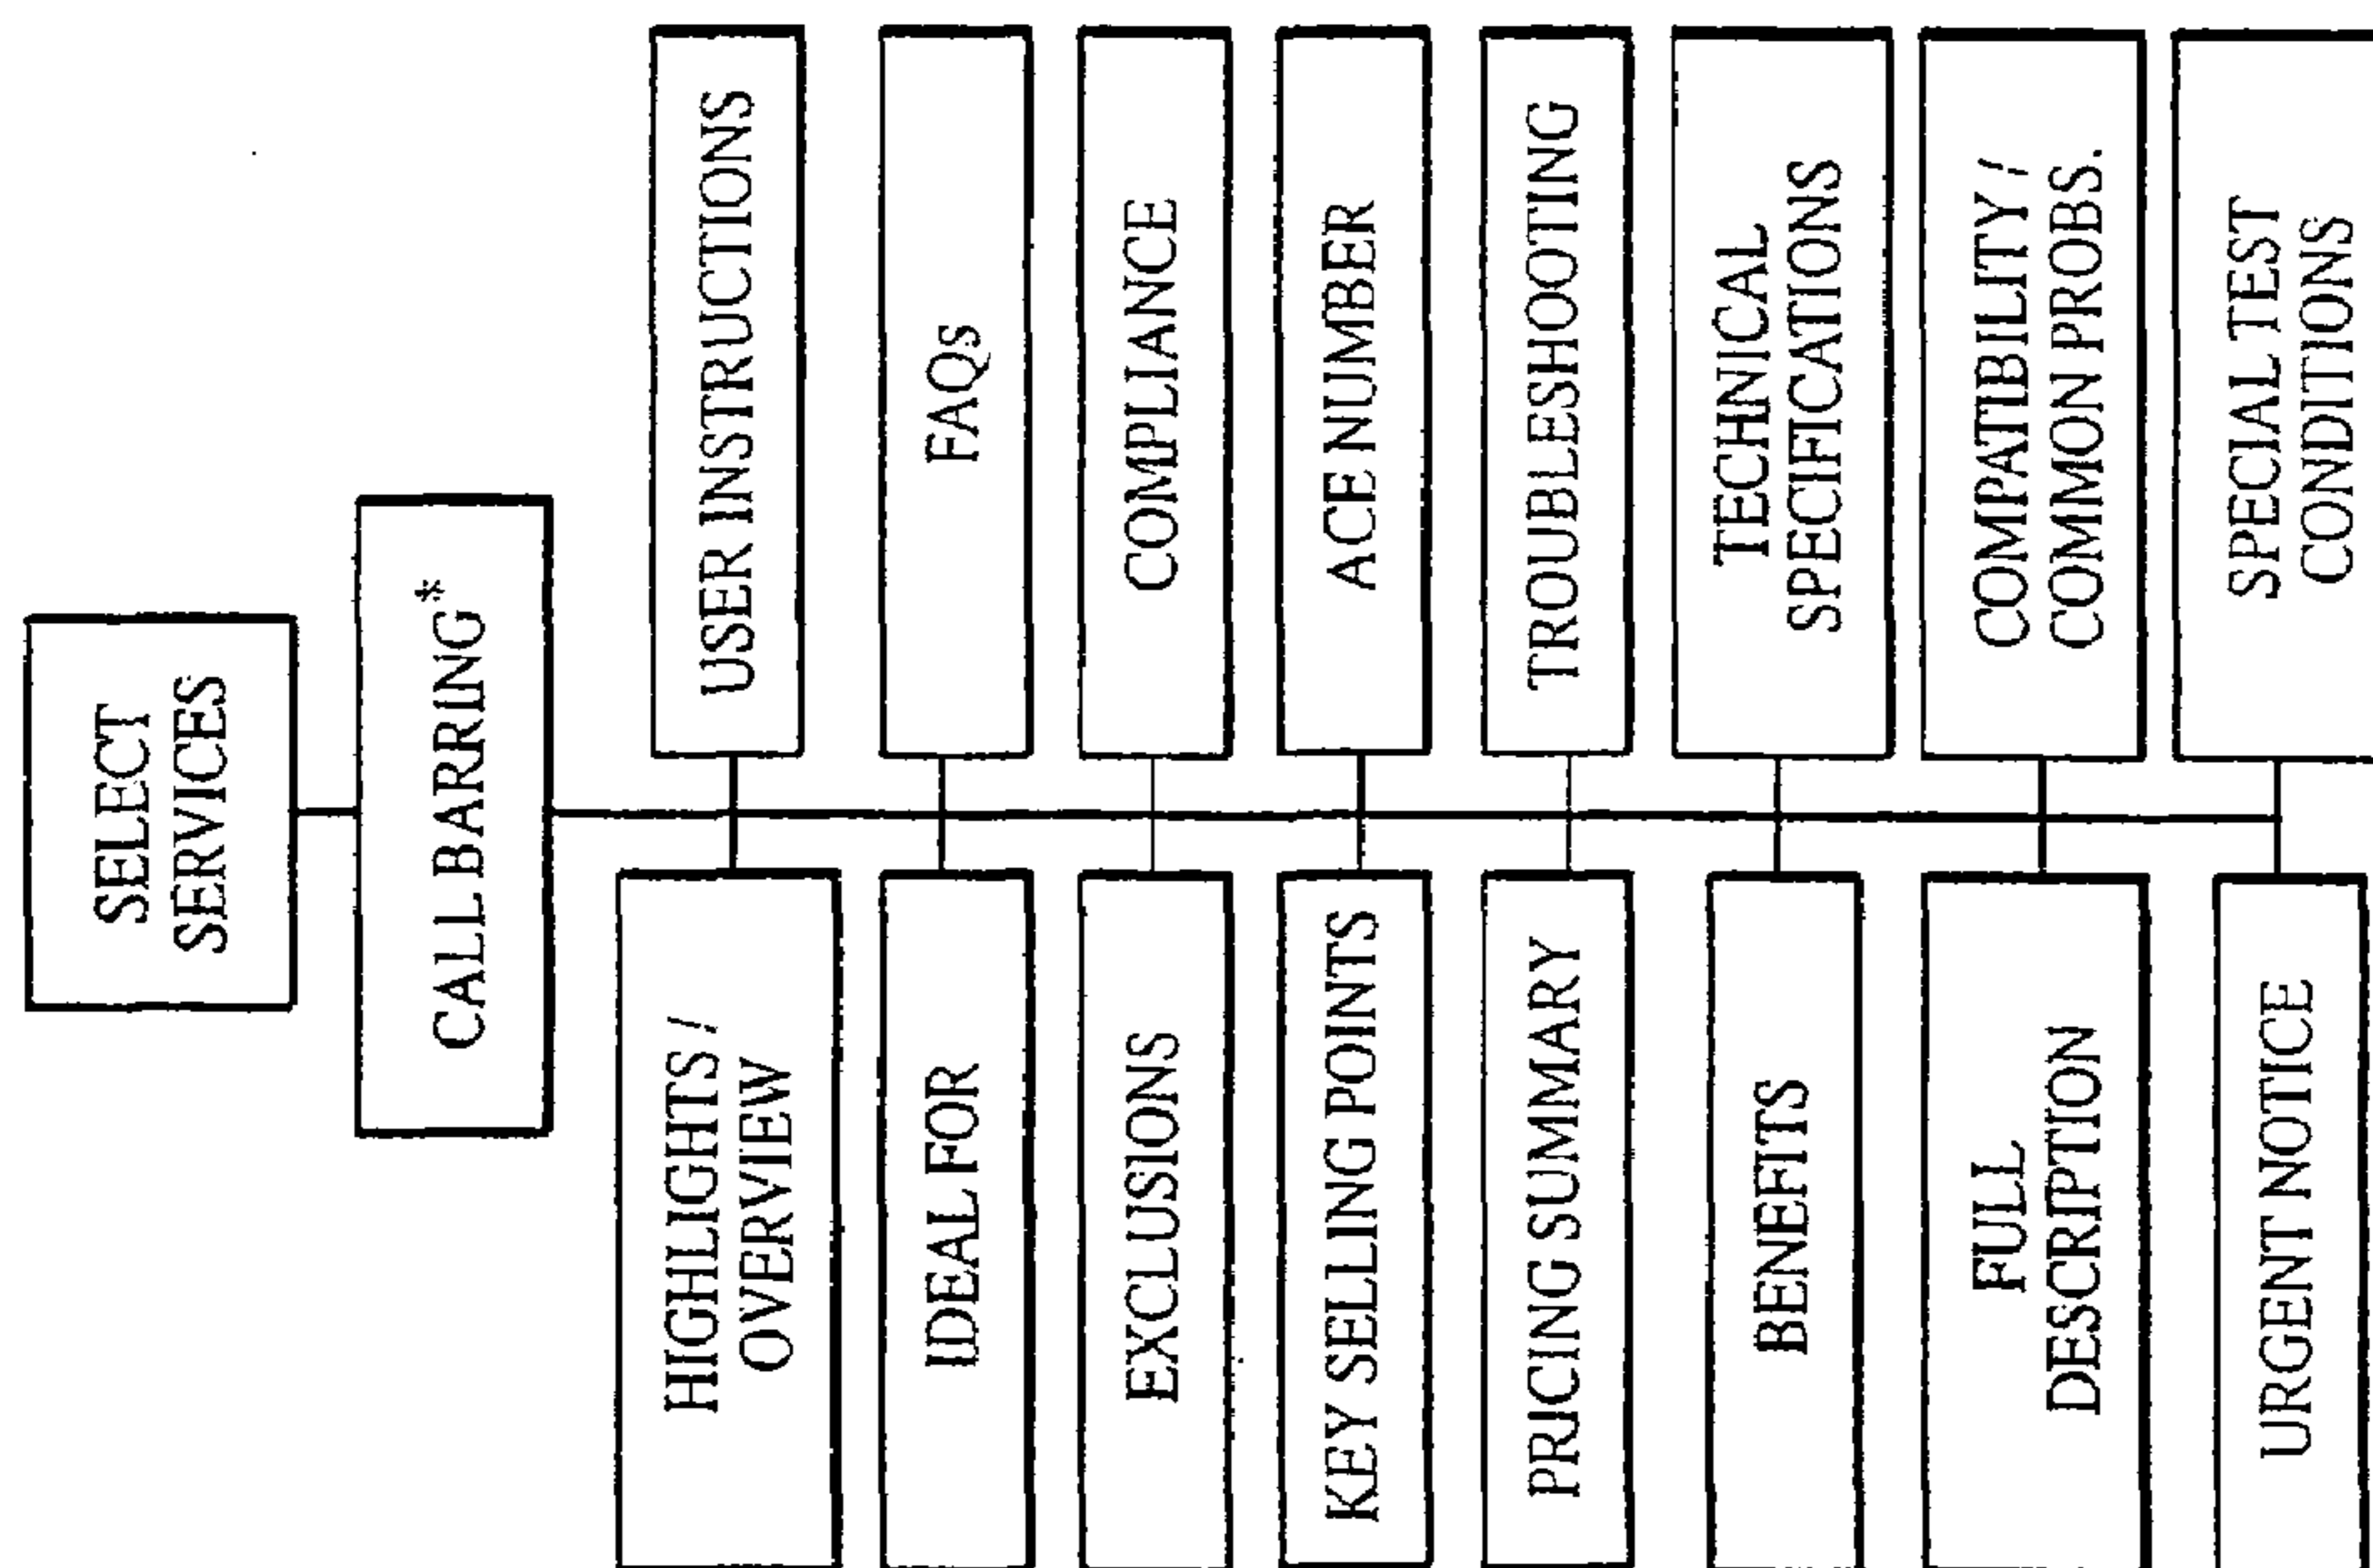 SELECT
SERVICES
CALL BARRING*
HIGHLIGHTS /
OVERVIEW
USER INSTRUCTIONS
IDEAL FOR
FAQs
EXCLUSIONS
COMPLIANCE
KEY SELLING POINTS
ACE NUMBER
PRICING SUMMARY
TROUBLESHOOTING
BENEFITS
TECHNICAL
SPECIFICATIONS
FULL
DESCRIPTION
COMPATIBILITY /
COMMON PROBS.
URGENT NOTICE
SPECIAL TEST
CONDITIONS